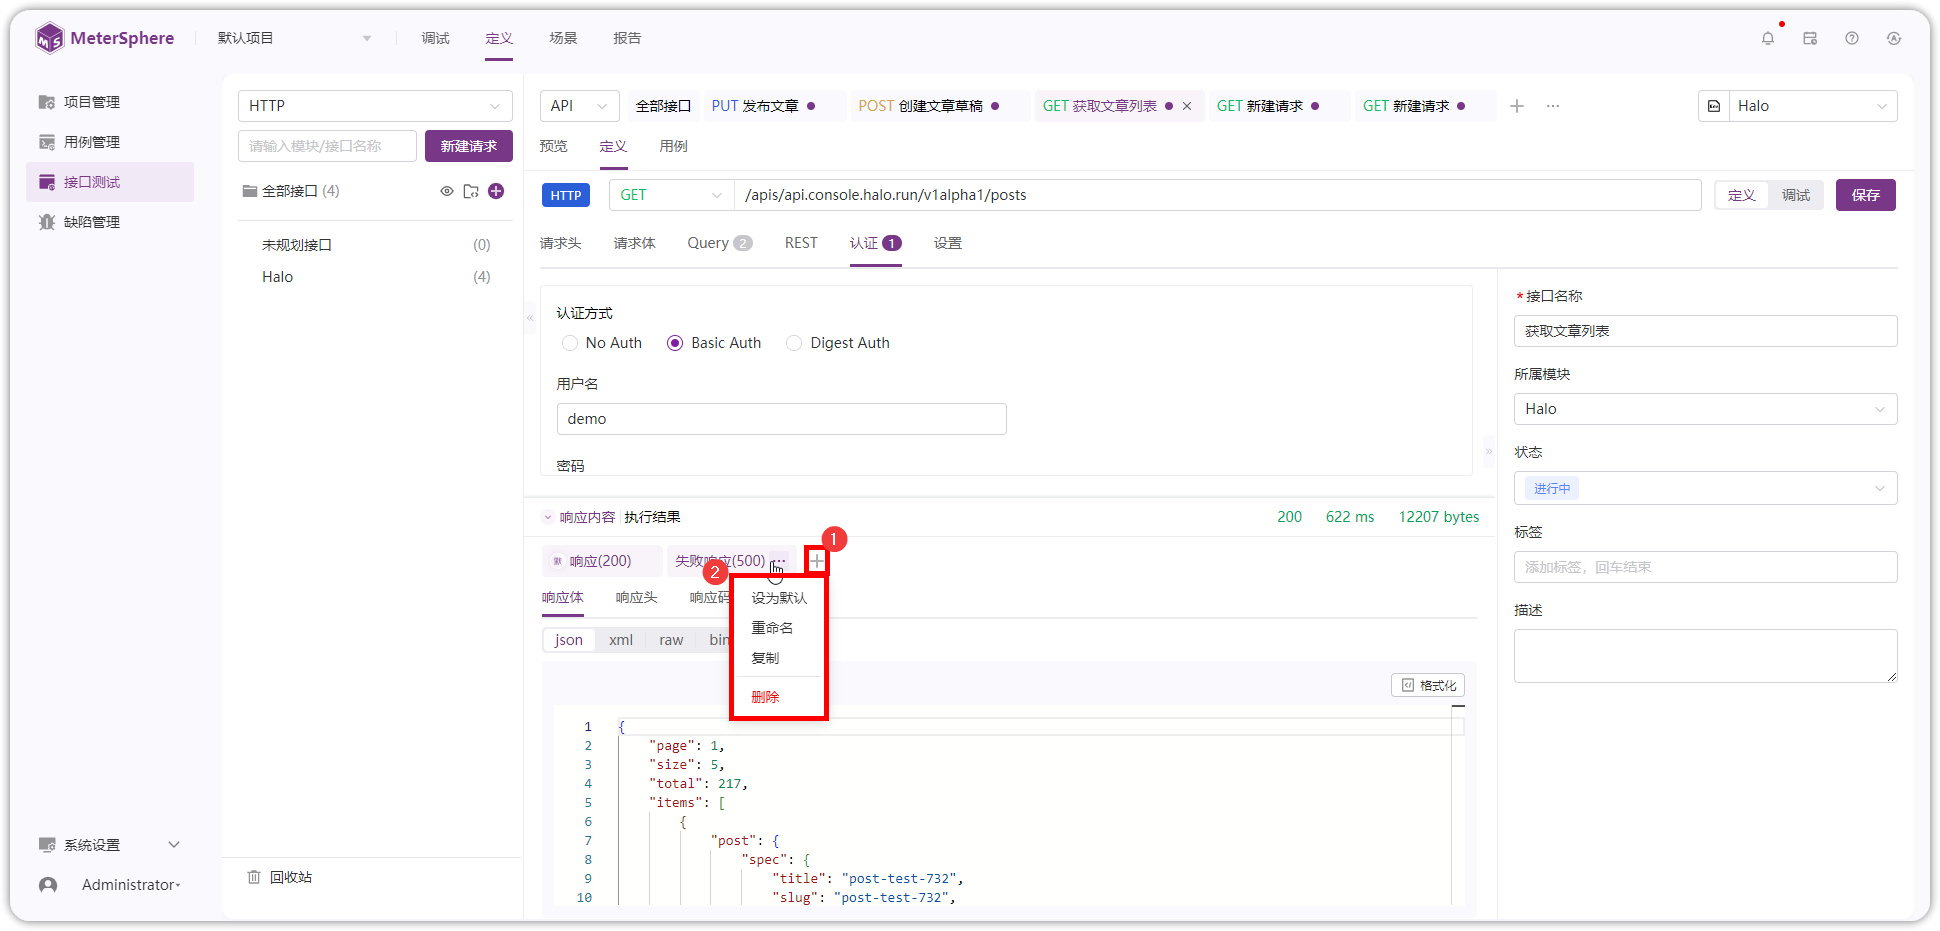 MeterSphere
默认项目
调试 定义 场景 报告
项目管理
用例管理
接口测试
缺陷管理
系统设置
Administrator
HTTP
请输入模块/接口名称 新建请求
全部接口 (4)
未规划接口 (0)
Halo (4)
回收站
API 全部接口 PUT 发布文章 POST 创建文章草稿 GET 获取文章列表 GET 新建请求 GET 新建请求
Halo
预览 定义 用例
HTTP GET /apis/api.console.halo.run/v1alpha1/posts 定义 调试 保存
请求头 请求体 Query 2 REST 认证 1 设置
认证方式
No Auth Basic Auth Digest Auth
用户名
demo
密码
响应内容 执行结果 200 622 ms 12207 bytes
1
默 响应(200) 失败响应(500)
2
响应体 响应头 响应码
设为默认
重命名
复制
删除
json xml raw bin
格式化
1 {
2 "page": 1,
3 "size": 5,
4 "total": 217,
5 "items": [
6 {
7 "post": {
8 "spec": {
9 "title": "post-test-732",
10 "slug": "post-test-732",
* 接口名称
获取文章列表
所属模块
Halo
状态
进行中
标签
添加标签，回车结束
描述